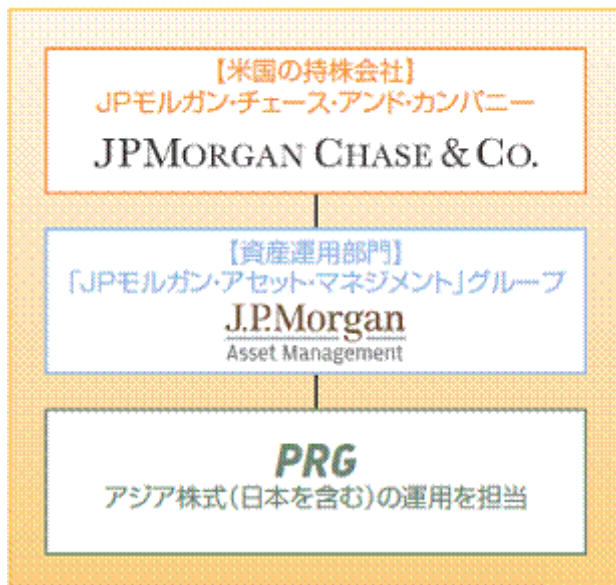 【米国の持株会社】
JPモルガン・チェース・アンド・カンパニー
JPMORGAN CHASE & CO.
【資産運用部門】
「JPモルガン・アセット・マネジメント」グループ
J.P.Morgan
Asset Management
PRG
アジア株式(日本を含む)の運用を担当